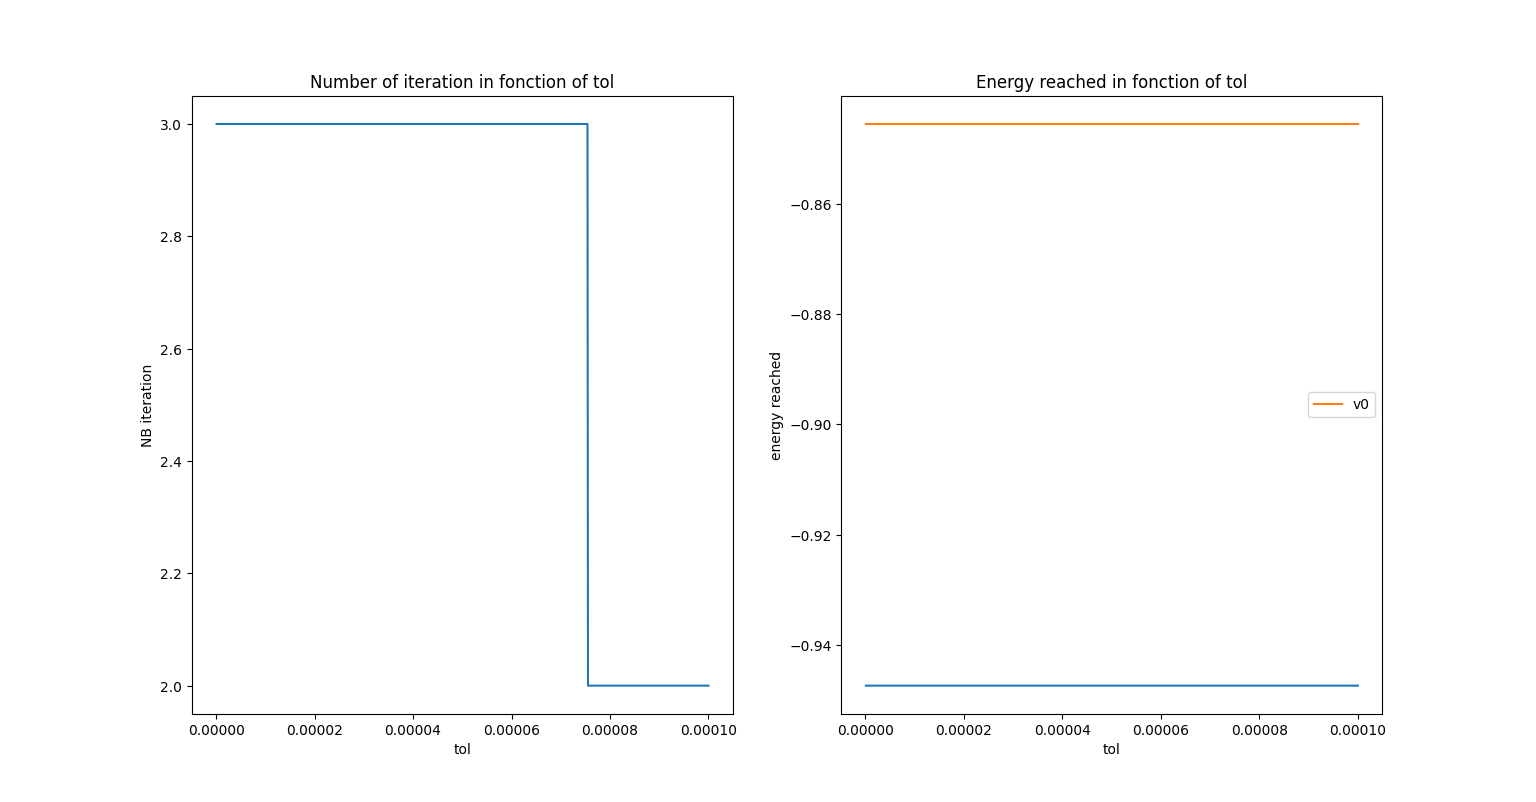 Number of iteration in fonction of tol
3.0
2.8
2.6
2.4
2.2
2.0
NB iteration
0.00000 0.00002 0.00004 0.00006 0.00008 0.00010
tol
Energy reached in fonction of tol
−0.86
−0.88
−0.90
−0.92
−0.94
energy reached
v0
0.00000 0.00002 0.00004 0.00006 0.00008 0.00010
tol